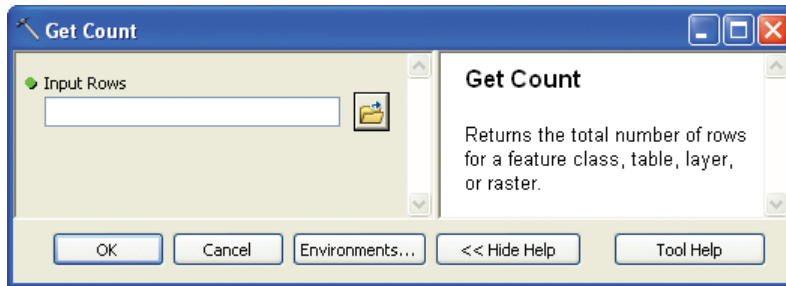 Get Count
Input Rows
Get Count
Returns the total number of rows
for a feature class, table, layer,
or raster.
OK
Cancel
Environments...
<< Hide Help
Tool Help